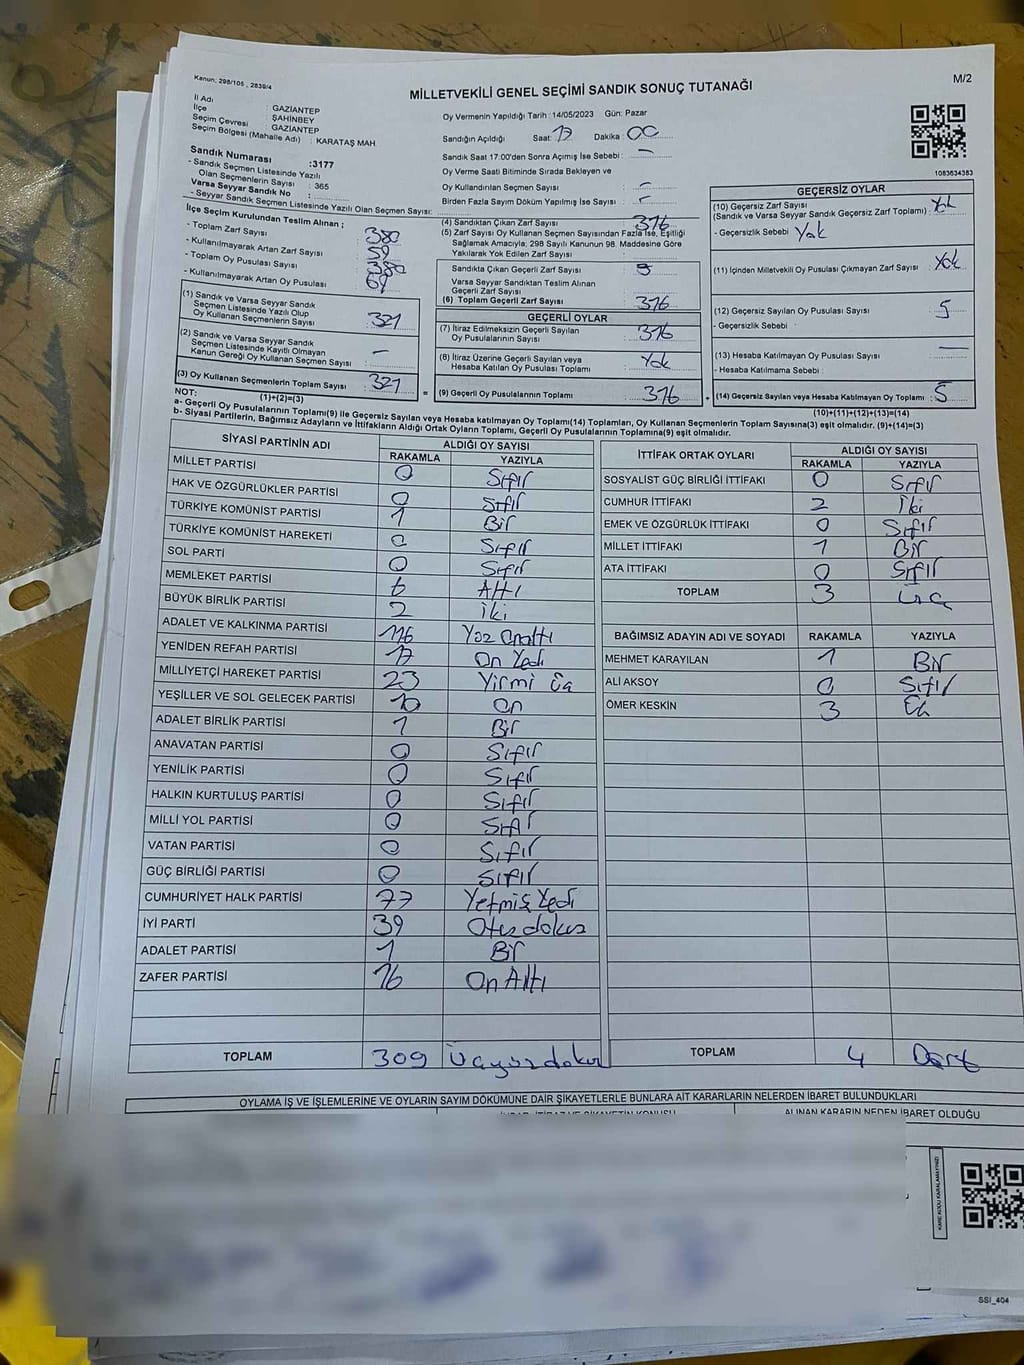 Kanun, 298/105 , 2839/4
M/2
MİLLETVEKİLİ GENEL SEÇİMİ SANDIK SONUÇ TUTANAĞI
İl Adı : GAZİANTEP
İlçe : ŞAHİNBEY
Seçim Çevresi : GAZİANTEP
Seçim Bölgesi (Mahalle Adı) : KARATAŞ MAH
Sandık Numarası :3177
- Sandık Seçmen Listesinde Yazılı
Olan Seçmenlerin Sayısı : 365
Varsa Seyyar Sandık No :
- Seyyar Sandık Seçmen Listesinde Yazılı Olan Seçmen Sayısı:
Oy Vermenin Yapıldığı Tarih :14/05/2023 Gün: Pazar
Sandığın Açıldığı Saat: 17 Dakika : 00
Sandık Saat 17:00'den Sonra Açımış İse Sebebi : –
Oy Verme Saati Bitiminde Sırada Bekleyen ve
Oy Kullandırılan Seçmen Sayısı : –
Birden Fazla Sayım Döküm Yapılmış İse Sayısı : –
1083634383
İlçe Seçim Kurulundan Teslim Alınan ;
- Toplam Zarf Sayısı : 380
- Kullanılmayarak Artan Zarf Sayısı : 59
- Toplam Oy Pusulası Sayısı : 380
- Kullanılmayarak Artan Oy Pusulası :
(1) Sandık ve Varsa Seyyar Sandık
Seçmen Listesinde Yazılı Olup
Oy Kullanan Seçmenlerin Sayısı : 321
(2) Sandık ve Varsa Seyyar Sandık
Seçmen Listesinde Kayıtlı Olmayan
Kanun Gereği Oy Kullanan Seçmen Sayısı : –
(3) Oy Kullanan Seçmenlerin Toplam Sayısı : 321
(1)+(2)=(3)
(4) Sandıktan Çıkan Zarf Sayısı : 316
(5) Zarf Sayısı Oy Kullanan Seçmen Sayısından Fazla İse, Eşitliği
Sağlamak Amacıyla; 298 Sayılı Kanunun 98. Maddesine Göre
Yakılarak Yok Edilen Zarf Sayısı :
Sandıkta Çıkan Geçerli Zarf Sayısı :
Varsa Seyyar Sandıktan Teslim Alınan
Geçerli Zarf Sayısı :
(6) Toplam Geçerli Zarf Sayısı : 316
GEÇERLİ OYLAR
(7) İtiraz Edilmeksizin Geçerli Sayılan
Oy Pusulalarının Sayısı : 316
(8) İtiraz Üzerine Geçerli Sayılan veya
Hesaba Katılan Oy Pusulası Toplamı : Yok
= (9) Geçerli Oy Pusulalarının Toplamı : 316
GEÇERSİZ OYLAR
(10) Geçersiz Zarf Sayısı
(Sandık ve Varsa Seyyar Sandık Geçersiz Zarf Toplamı) : Yok
- Geçersizlik Sebebi : Yok
(11) İçinden Milletvekili Oy Pusulası Çıkmayan Zarf Sayısı : Yok
(12) Geçersiz Sayılan Oy Pusulası Sayısı : 5
- Geçersizlik Sebebi :
(13) Hesaba Katılmayan Oy Pusulası Sayısı : –
- Hesaba Katılmama Sebebi :
+ (14) Geçersiz Sayılan veya Hesaba Katılmayan Oy Toplamı : 5
(10)+(11)+(12)+(13)=(14)
NOT:
a- Geçerli Oy Pusulalarının Toplamı(9) ile Geçersiz Sayılan veya Hesaba katılmayan Oy Toplamı(14) Toplamları, Oy Kullanan Seçmenlerin Toplam Sayısına(3) eşit olmalıdır. (9)+(14)=(3)
b- Siyasi Partilerin, Bağımsız Adayların ve İttifakların Aldığı Ortak Oyların Toplamı, Geçerli Oy Pusulalarının Toplamına(9) eşit olmalıdır.
SİYASİ PARTİNİN ADI ALDIĞI OY SAYISI
RAKAMLA YAZIYLA
MİLLET PARTİSİ 0 Sıfır
HAK VE ÖZGÜRLÜKLER PARTİSİ 0 Sıfır
TÜRKİYE KOMÜNİST PARTİSİ 1 Bir
TÜRKİYE KOMÜNİST HAREKETİ 0 Sıfır
SOL PARTİ 0 Sıfır
MEMLEKET PARTİSİ 6 Altı
BÜYÜK BİRLİK PARTİSİ 2 iki
ADALET VE KALKINMA PARTİSİ 116 Yüz Onaltı
YENİDEN REFAH PARTİSİ 17 On Yedi
MİLLİYETÇİ HAREKET PARTİSİ 23 Yirmi Üç
YEŞİLLER VE SOL GELECEK PARTİSİ 10 On
ADALET BİRLİK PARTİSİ 1 Bir
ANAVATAN PARTİSİ 0 Sıfır
YENİLİK PARTİSİ 0 Sıfır
HALKIN KURTULUŞ PARTİSİ 0 Sıfır
MİLLİ YOL PARTİSİ 0 Sıfır
VATAN PARTİSİ 0 Sıfır
GÜÇ BİRLİĞİ PARTİSİ 0 Sıfır
CUMHURİYET HALK PARTİSİ 77 Yetmiş Yedi
İYİ PARTİ 39 Otuz dokuz
ADALET PARTİSİ 1 Bir
ZAFER PARTİSİ 16 On Altı
TOPLAM 309 Üçyüzdokuz
İTTİFAK ORTAK OYLARI ALDIĞI OY SAYISI
RAKAMLA YAZIYLA
SOSYALİST GÜÇ BİRLİĞİ İTTİFAKI 0 Sıfır
CUMHUR İTTİFAKI 2 İki
EMEK VE ÖZGÜRLÜK İTTİFAKI 0 Sıfır
MİLLET İTTİFAKI 1 Bir
ATA İTTİFAKI 0 Sıfır
TOPLAM 3 Üç
BAĞIMSIZ ADAYIN ADI VE SOYADI RAKAMLA YAZIYLA
MEHMET KARAYILAN 1 Bir
ALİ AKSOY 0 Sıfır
ÖMER KESKİN 3 Üç
TOPLAM 4 Dört
OYLAMA İŞ VE İŞLEMLERİNE VE OYLARIN SAYIM DÖKÜMÜNE DAİR ŞİKAYETLERLE BUNLARA AİT KARARLARIN NELERDEN İBARET BULUNDUKLARI
ALINAN KARARIN NEDEN İBARET OLDUĞU
SSI_404